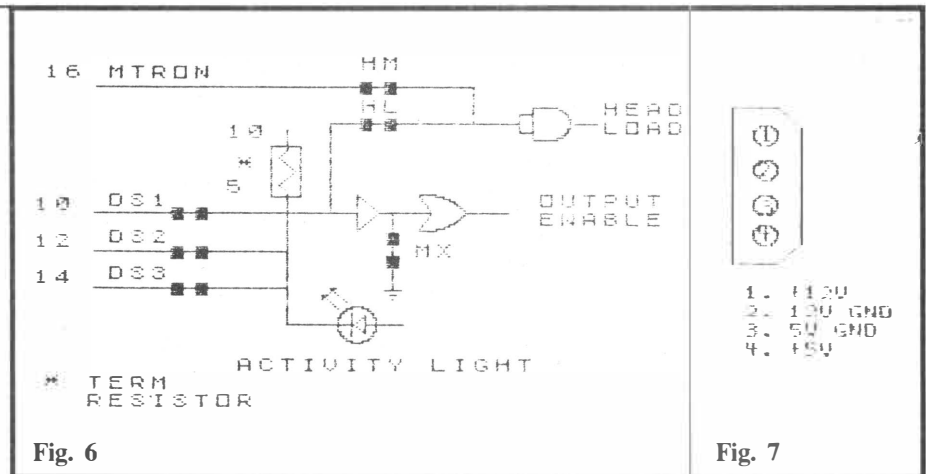 16 MTRON
HM
HL
HEAD
LOAD
10
*
5
10 DS1
OUTPUT
ENABLE
12 DS2
MX
14 DS3
ACTIVITY LIGHT
* TERM
RESISTOR
Fig. 6
1
2
3
4
1. +12V
2. 12V GND
3. 5V GND
4. +5V
Fig. 7